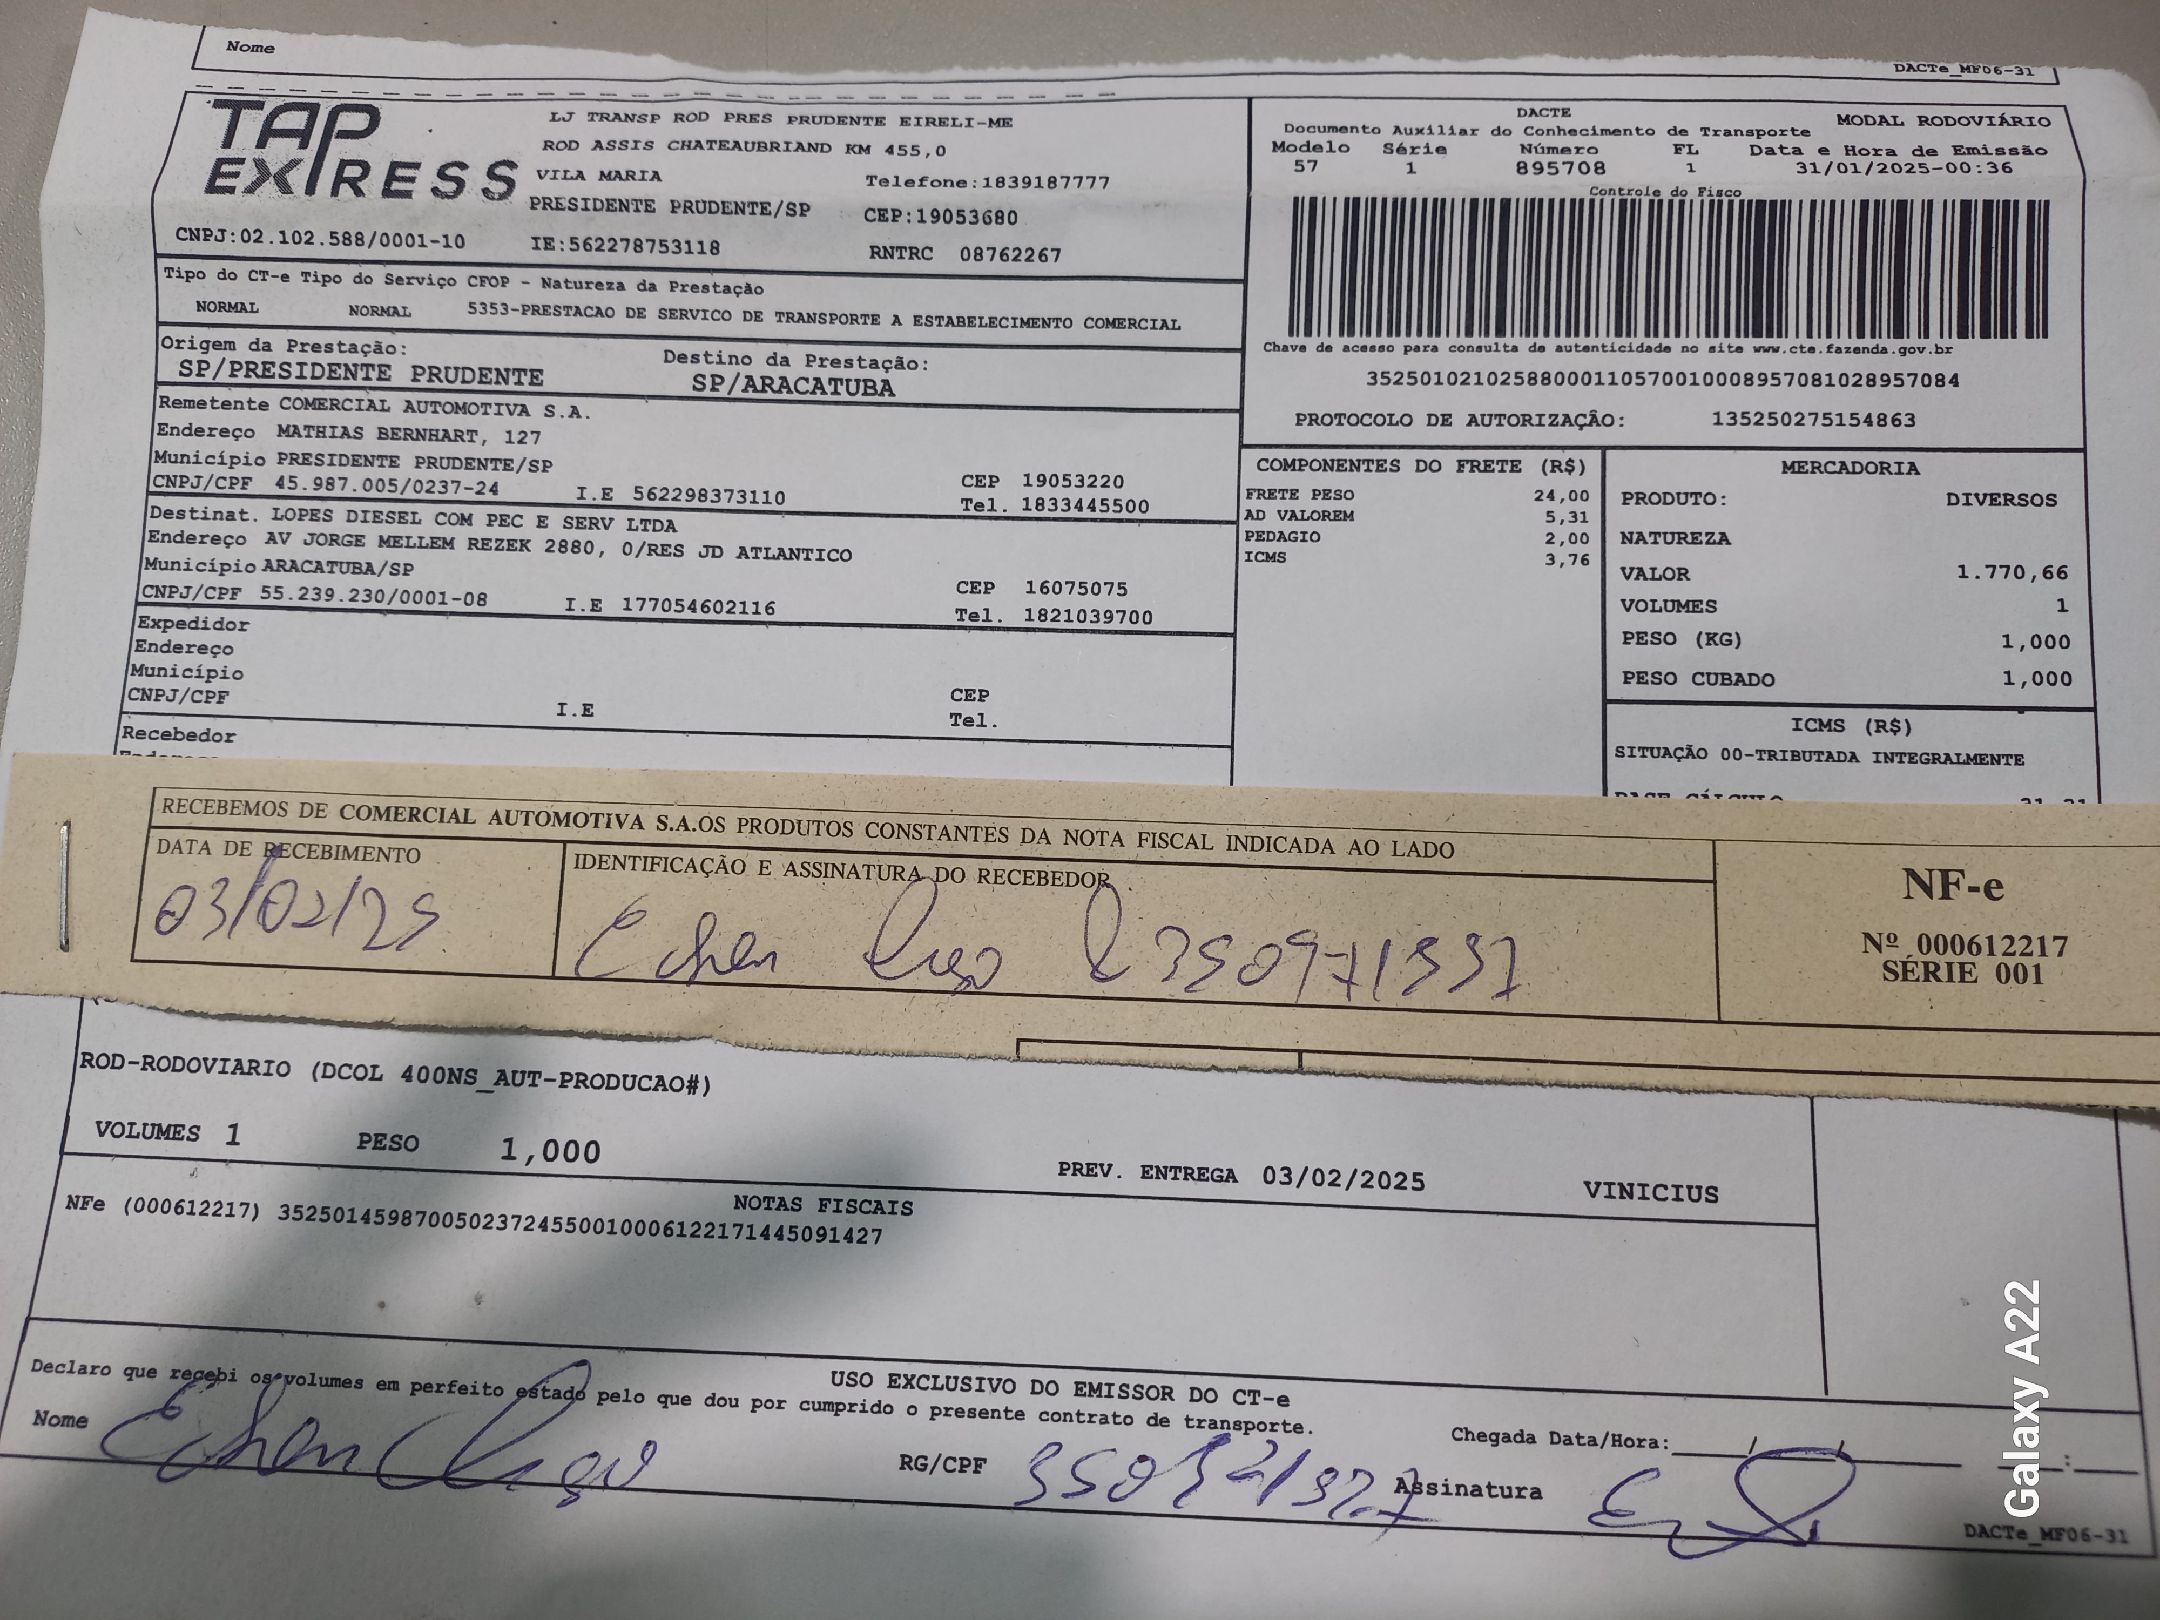 Nome
DACTe_MF06-31
TAP EXPRESS
LJ TRANSP ROD PRES PRUDENTE EIRELI-ME
ROD ASSIS CHATEAUBRIAND KM 455,0
VILA MARIA Telefone:1839187777
PRESIDENTE PRUDENTE/SP CEP:19053680
CNPJ:02.102.588/0001-10 IE:562278753118 RNTRC 08762267
DACTE MODAL RODOVIÁRIO
Documento Auxiliar do Conhecimento de Transporte
Modelo Série Número FL Data e Hora de Emissão
57 1 895708 1 31/01/2025-00:36
Controle do Fisco
Chave de acesso para consulta de autenticidade no site www.cte.fazenda.gov.br
35250102102588000110570010008957081028957084
PROTOCOLO DE AUTORIZAÇÃO: 135250275154863
Tipo do CT-e Tipo do Serviço CFOP - Natureza da Prestação
NORMAL NORMAL 5353-PRESTACAO DE SERVICO DE TRANSPORTE A ESTABELECIMENTO COMERCIAL
Origem da Prestação: Destino da Prestação:
SP/PRESIDENTE PRUDENTE SP/ARACATUBA
Remetente COMERCIAL AUTOMOTIVA S.A.
Endereço MATHIAS BERNHART, 127
Município PRESIDENTE PRUDENTE/SP CEP 19053220
CNPJ/CPF 45.987.005/0237-24 I.E 562298373110 Tel. 1833445500
Destinat. LOPES DIESEL COM PEC E SERV LTDA
Endereço AV JORGE MELLEM REZEK 2880, 0/RES JD ATLANTICO
Município ARACATUBA/SP CEP 16075075
CNPJ/CPF 55.239.230/0001-08 I.E 177054602116 Tel. 1821039700
Expedidor
Endereço
Município CEP
CNPJ/CPF I.E Tel.
Recebedor
COMPONENTES DO FRETE (R$)
FRETE PESO 24,00
AD VALOREM 5,31
PEDAGIO 2,00
ICMS 3,76
MERCADORIA
PRODUTO: DIVERSOS
NATUREZA
VALOR 1.770,66
VOLUMES 1
PESO (KG) 1,000
PESO CUBADO 1,000
ICMS (R$)
SITUAÇÃO 00-TRIBUTADA INTEGRALMENTE
RECEBEMOS DE COMERCIAL AUTOMOTIVA S.A.OS PRODUTOS CONSTANTES DA NOTA FISCAL INDICADA AO LADO
DATA DE RECEBIMENTO IDENTIFICAÇÃO E ASSINATURA DO RECEBEDOR
03/02/25
NF-e
Nº 000612217
SÉRIE 001
ROD-RODOVIARIO (DCOL 400NS_AUT-PRODUCAO#)
VOLUMES 1 PESO 1,000 PREV. ENTREGA 03/02/2025 VINICIUS
NOTAS FISCAIS
NFe (000612217) 35250145987005023724550010006122171445091427
USO EXCLUSIVO DO EMISSOR DO CT-e
Declaro que recebi os volumes em perfeito estado pelo que dou por cumprido o presente contrato de transporte.
Nome RG/CPF Assinatura
Chegada Data/Hora:___/___/___ ___:___
DACTe_MF06-31
Galaxy A22